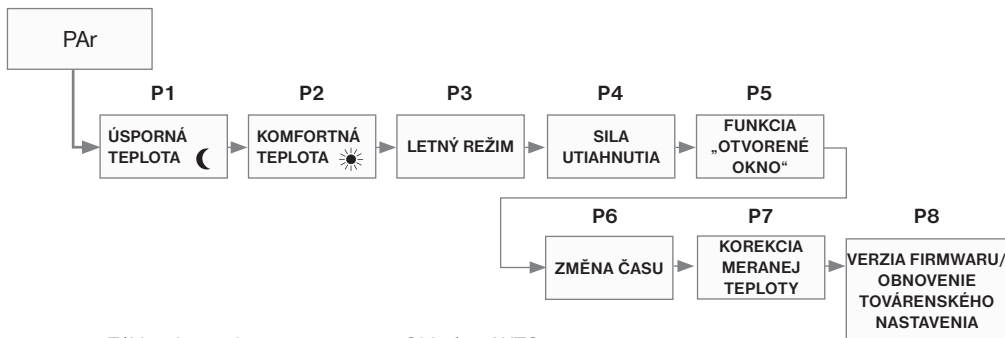 PAr
P1
P2
P3
P4
P5
ÚSPORNÁ
TEPLOTA
KOMFORTNÁ
TEPLOTA
LETNÝ REŽIM
SILA
UTIAHNUTIA
FUNKCIA
„OTVORENÉ
OKNO“
P6
P7
P8
ZMĚNA ČASU
KOREKCIA
MERANEJ
TEPLOTY
VERZIA FIRMWARU/
OBNOVENIE
TOVÁRENSKÉHO
NASTAVENIA